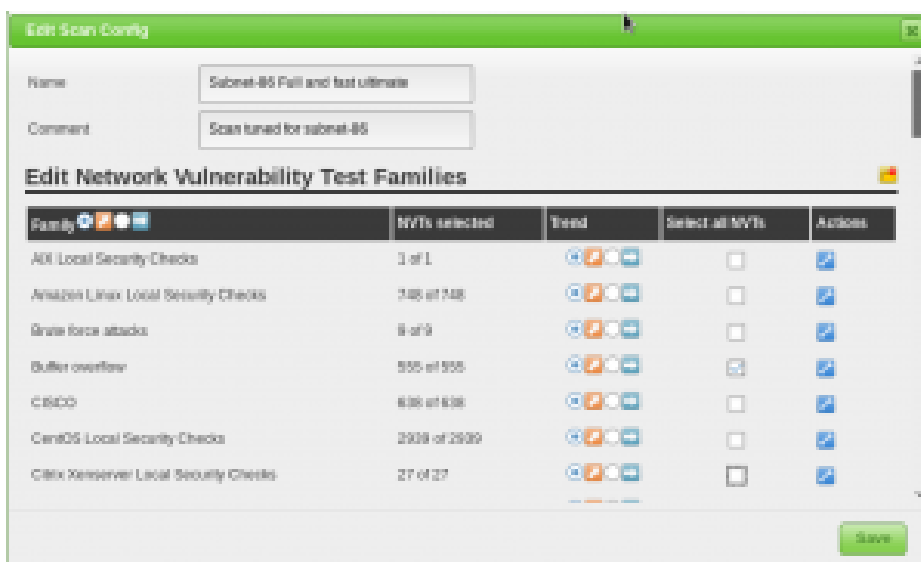 Edit Scan Config
Name Subnet-86 Full and fast ultimate
Comment Scan tuned for subnet-86
Edit Network Vulnerability Test Families
Family NVTs selected Trend Select all NVTs Actions
AIX Local Security Checks 1 of 1
Amazon Linux Local Security Checks 748 of 748
Brute force attacks 9 of 9
Buffer overflow 555 of 555
CISCO 638 of 638
CentOS Local Security Checks 2939 of 2939
Citrix Xenserver Local Security Checks 27 of 27
Save